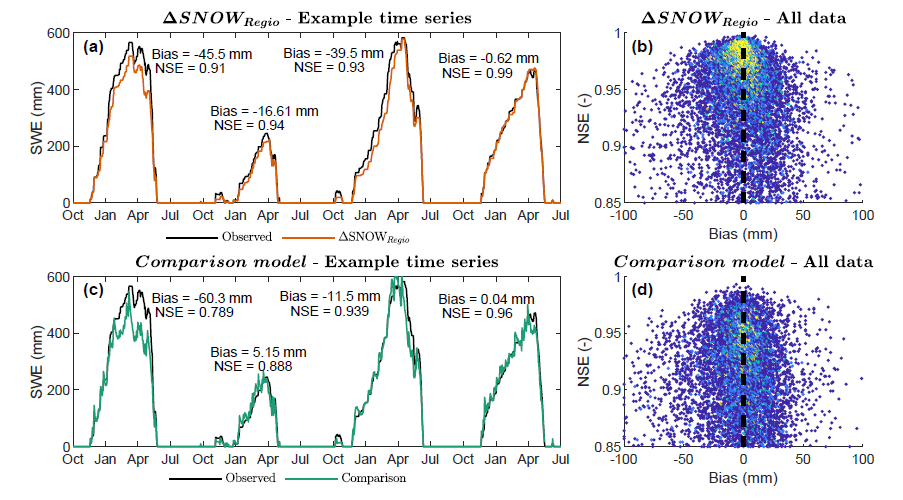 ΔSNOW_Regio - Example time series
(a)
SWE (mm)
600
400
200
0
Bias = -45.5 mm
NSE = 0.91
Bias = -16.61 mm
NSE = 0.94
Bias = -39.5 mm
NSE = 0.93
Bias = -0.62 mm
NSE = 0.99
Oct Jan Apr Jul Oct Jan Apr Jul Oct Jan Apr Jul Oct Jan Apr Jul
Observed ΔSNOW_Regio
ΔSNOW_Regio - All data
(b)
NSE (-)
1
0.95
0.9
0.85
-100 -50 0 50 100
Bias (mm)
Comparison model - Example time series
(c)
SWE (mm)
600
400
200
0
Bias = -60.3 mm
NSE = 0.789
Bias = 5.15 mm
NSE = 0.888
Bias = -11.5 mm
NSE = 0.939
Bias = 0.04 mm
NSE = 0.96
Oct Jan Apr Jul Oct Jan Apr Jul Oct Jan Apr Jul Oct Jan Apr Jul
Observed Comparison
Comparison model - All data
(d)
NSE (-)
1
0.95
0.9
0.85
-100 -50 0 50 100
Bias (mm)